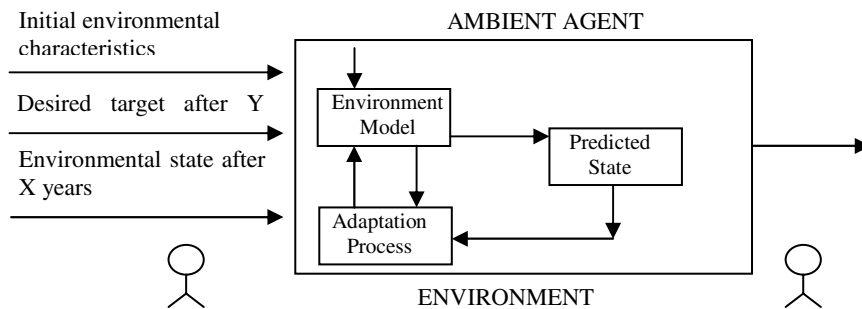 Initial environmental
characteristics
Desired target after Y
Environmental state after
X years
AMBIENT AGENT
Environment
Model
Predicted
State
Adaptation
Process
ENVIRONMENT